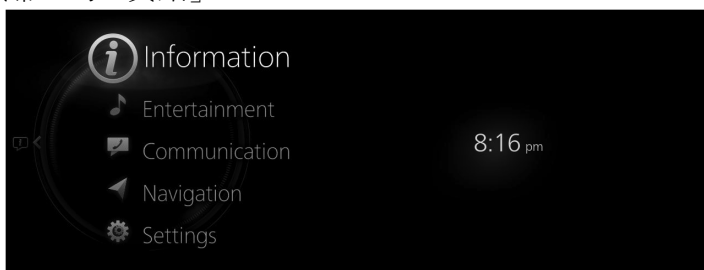 Information
Entertainment
Communication
Navigation
Settings
8:16 pm